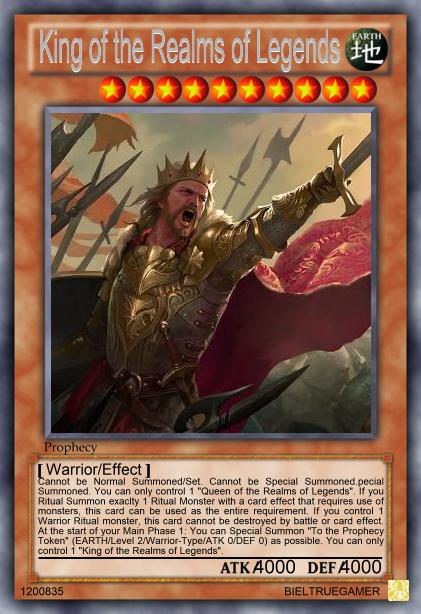 King of the Realms of Legends
EARTH
地
Prophecy
[ Warrior/Effect ]
Cannot be Normal Summoned/Set. Cannot be Special Summoned.pecial
Summoned. You can only control 1 "Queen of the Realms of Legends". If you
Ritual Summon exaclty 1 Ritual Monster with a card effect that requires use of
monsters, this card can be used as the entire requirement. If you control 1
Warrior Ritual monster, this card cannot be destroyed by battle or card effect.
At the start of your Main Phase 1: You can Special Summon "To the Prophecy
Token" (EARTH/Level 2/Warrior-Type/ATK 0/DEF 0) as possible. You can only
control 1 "King of the Realms of Legends".
ATK 4000 DEF 4000
1200835 BIELTRUEGAMER